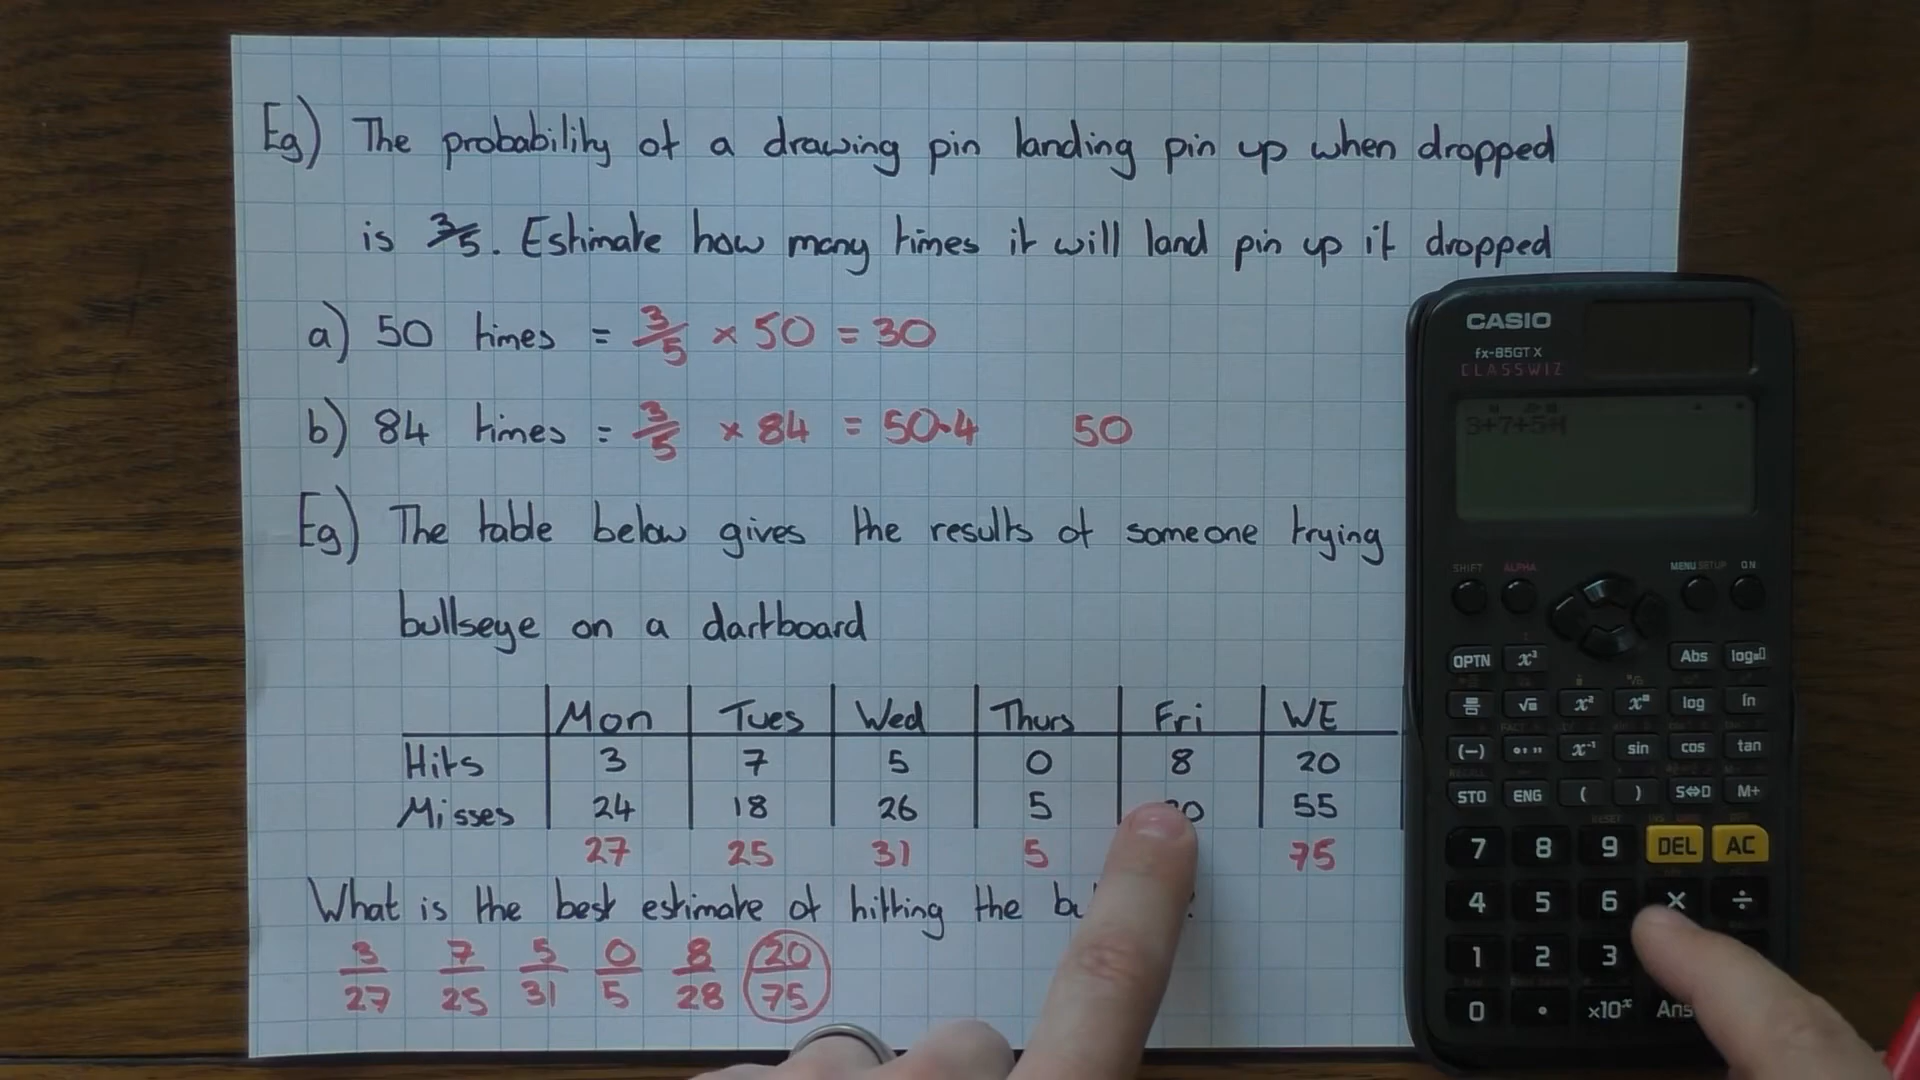 Eg) The probability of a drawing pin landing pin up when dropped
is 3/5. Estimate how many times it will land pin up if dropped
a) 50 times = 3/5 × 50 = 30
b) 84 times = 3/5 × 84 = 50.4 50
Eg) The table below gives the results of someone trying
bullseye on a dartboard
Mon Tues Wed Thurs Fri WE
Hits 3 7 5 0 8 20
Misses 24 18 26 5 55
27 25 31 5 75
What is the best estimate of hitting the
3/27 7/25 5/31 0/5 8/28 20/75
CASIO
fx-85GT X
CLASSWIZ
3+7+5+
SHIFT ALPHA MENU SETUP ON
OPTN Abs
log ln
(−) sin cos tan
STO ENG ( ) S⇔D M+
7 8 9 DEL AC
4 5 6 × ÷
1 2 3
0 • ×10ˣ Ans